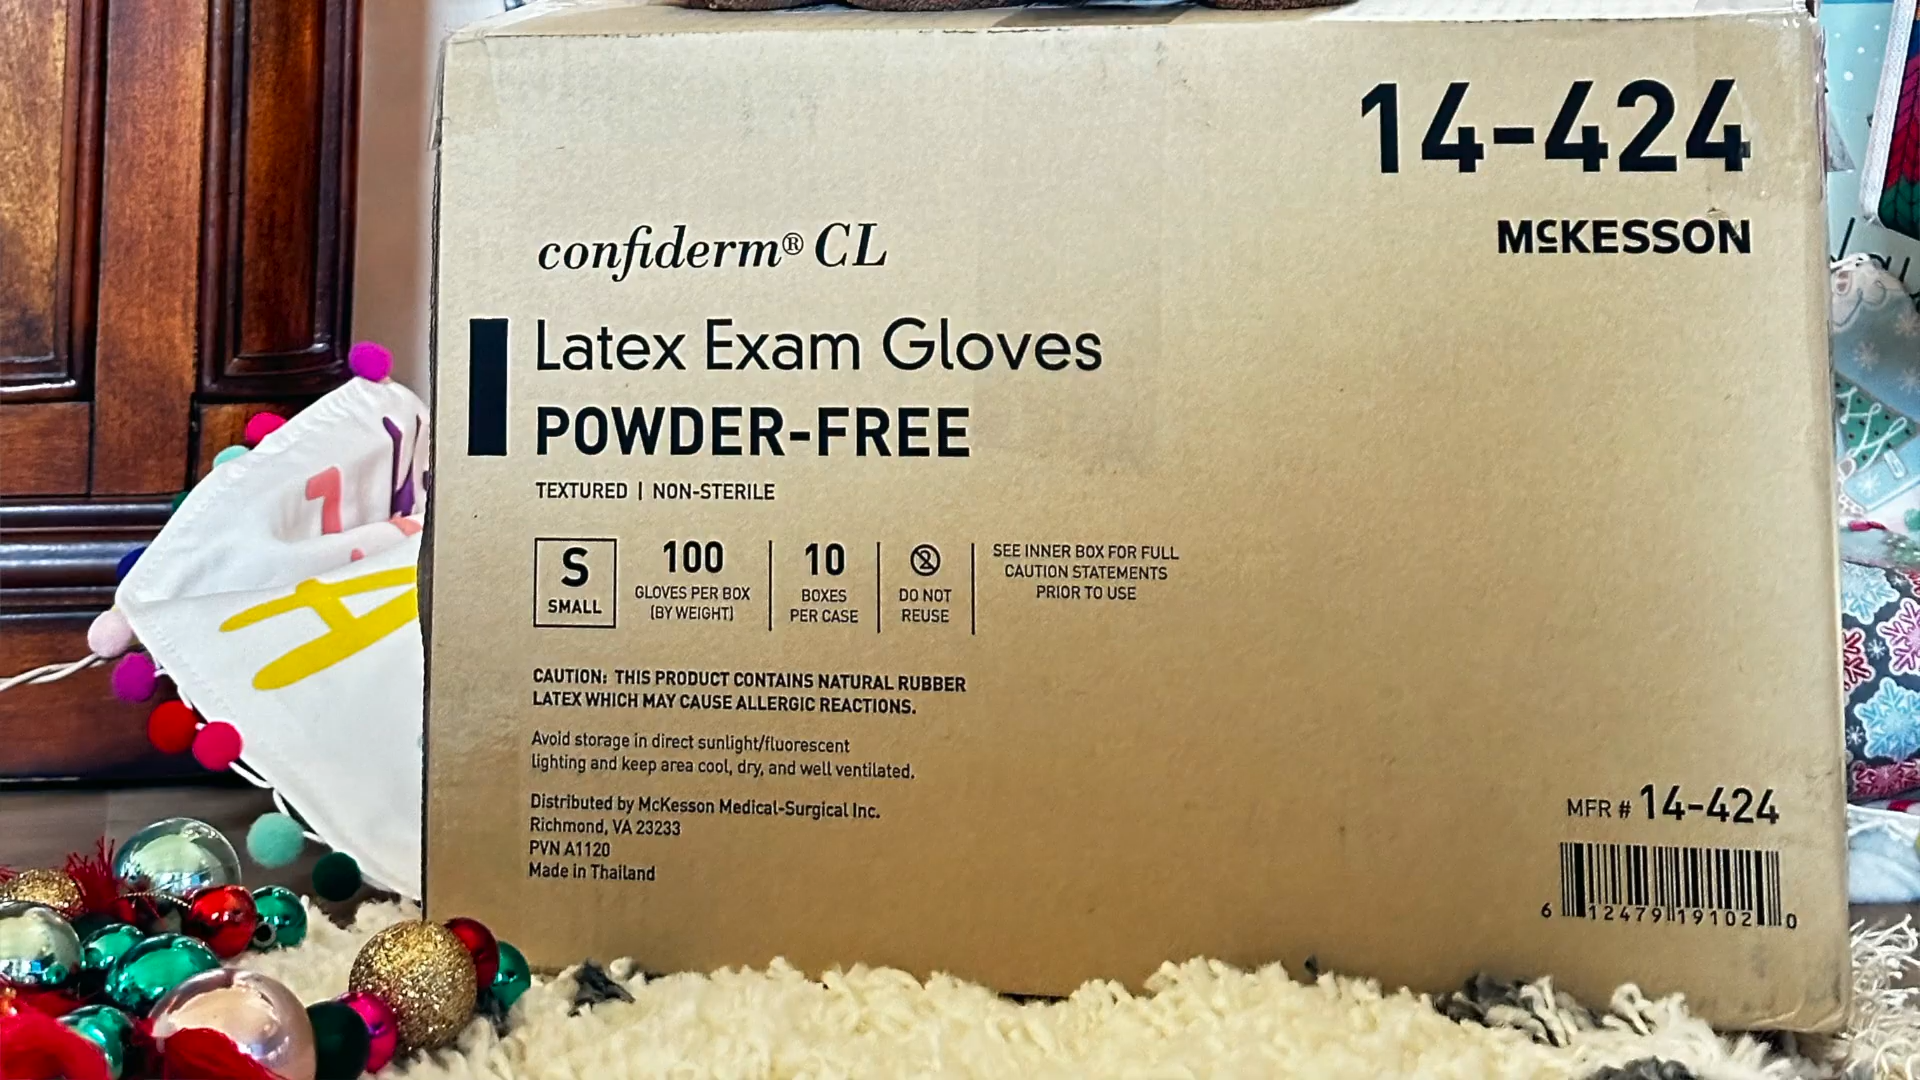 14-424
McKESSON
confiderm® CL
Latex Exam Gloves
POWDER-FREE
TEXTURED | NON-STERILE
S
SMALL
100
GLOVES PER BOX
(BY WEIGHT)
10
BOXES
PER CASE
2
DO NOT
REUSE
SEE INNER BOX FOR FULL
CAUTION STATEMENTS
PRIOR TO USE
CAUTION: THIS PRODUCT CONTAINS NATURAL RUBBER
LATEX WHICH MAY CAUSE ALLERGIC REACTIONS.
Avoid storage in direct sunlight/fluorescent
lighting and keep area cool, dry, and well ventilated.
Distributed by McKesson Medical-Surgical Inc.
Richmond, VA 23233
PVN A1120
Made in Thailand
MFR # 14-424
6 12479 19102 0
A